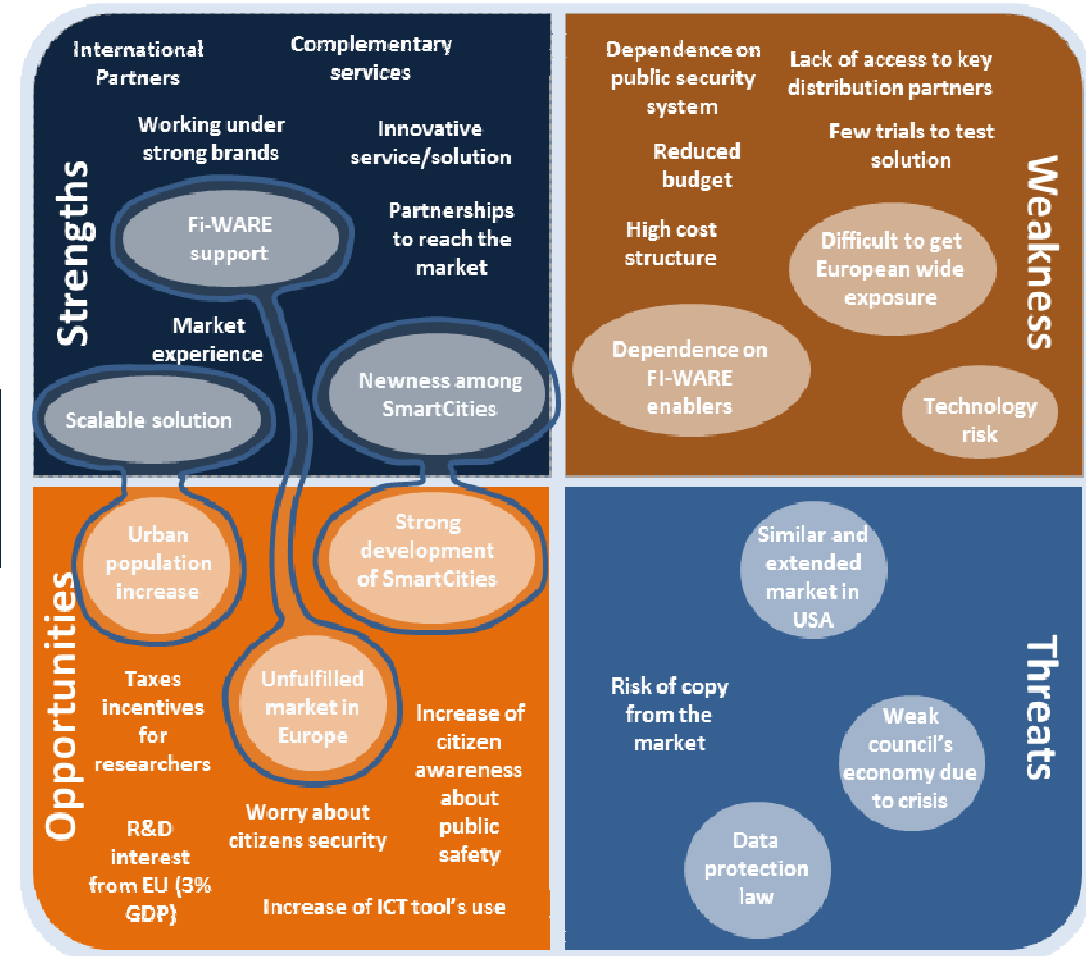 Strengths
International
Partners
Complementary
services
Working under
strong brands
Innovative
service/solution
Fi-WARE
support
Partnerships
to reach the
market
Market
experience
Scalable solution
Newness among
SmartCities
Weakness
Dependence on
public security
system
Lack of access to key
distribution partners
Few trials to test
solution
Reduced
budget
High cost
structure
Difficult to get
European wide
exposure
Dependence on
FI-WARE
enablers
Technology
risk
Opportunities
Urban
population
increase
Strong
development
of SmartCities
Unfulfilled
market in
Europe
Taxes
incentives
for
researchers
Increase of
citizen
awareness
about
public
safety
Worry about
citizens security
R&D
interest
from EU (3%
GDP)
Increase of ICT tool's use
Threats
Similar and
extended
market in
USA
Risk of copy
from the
market
Weak
council's
economy due
to crisis
Data
protection
law